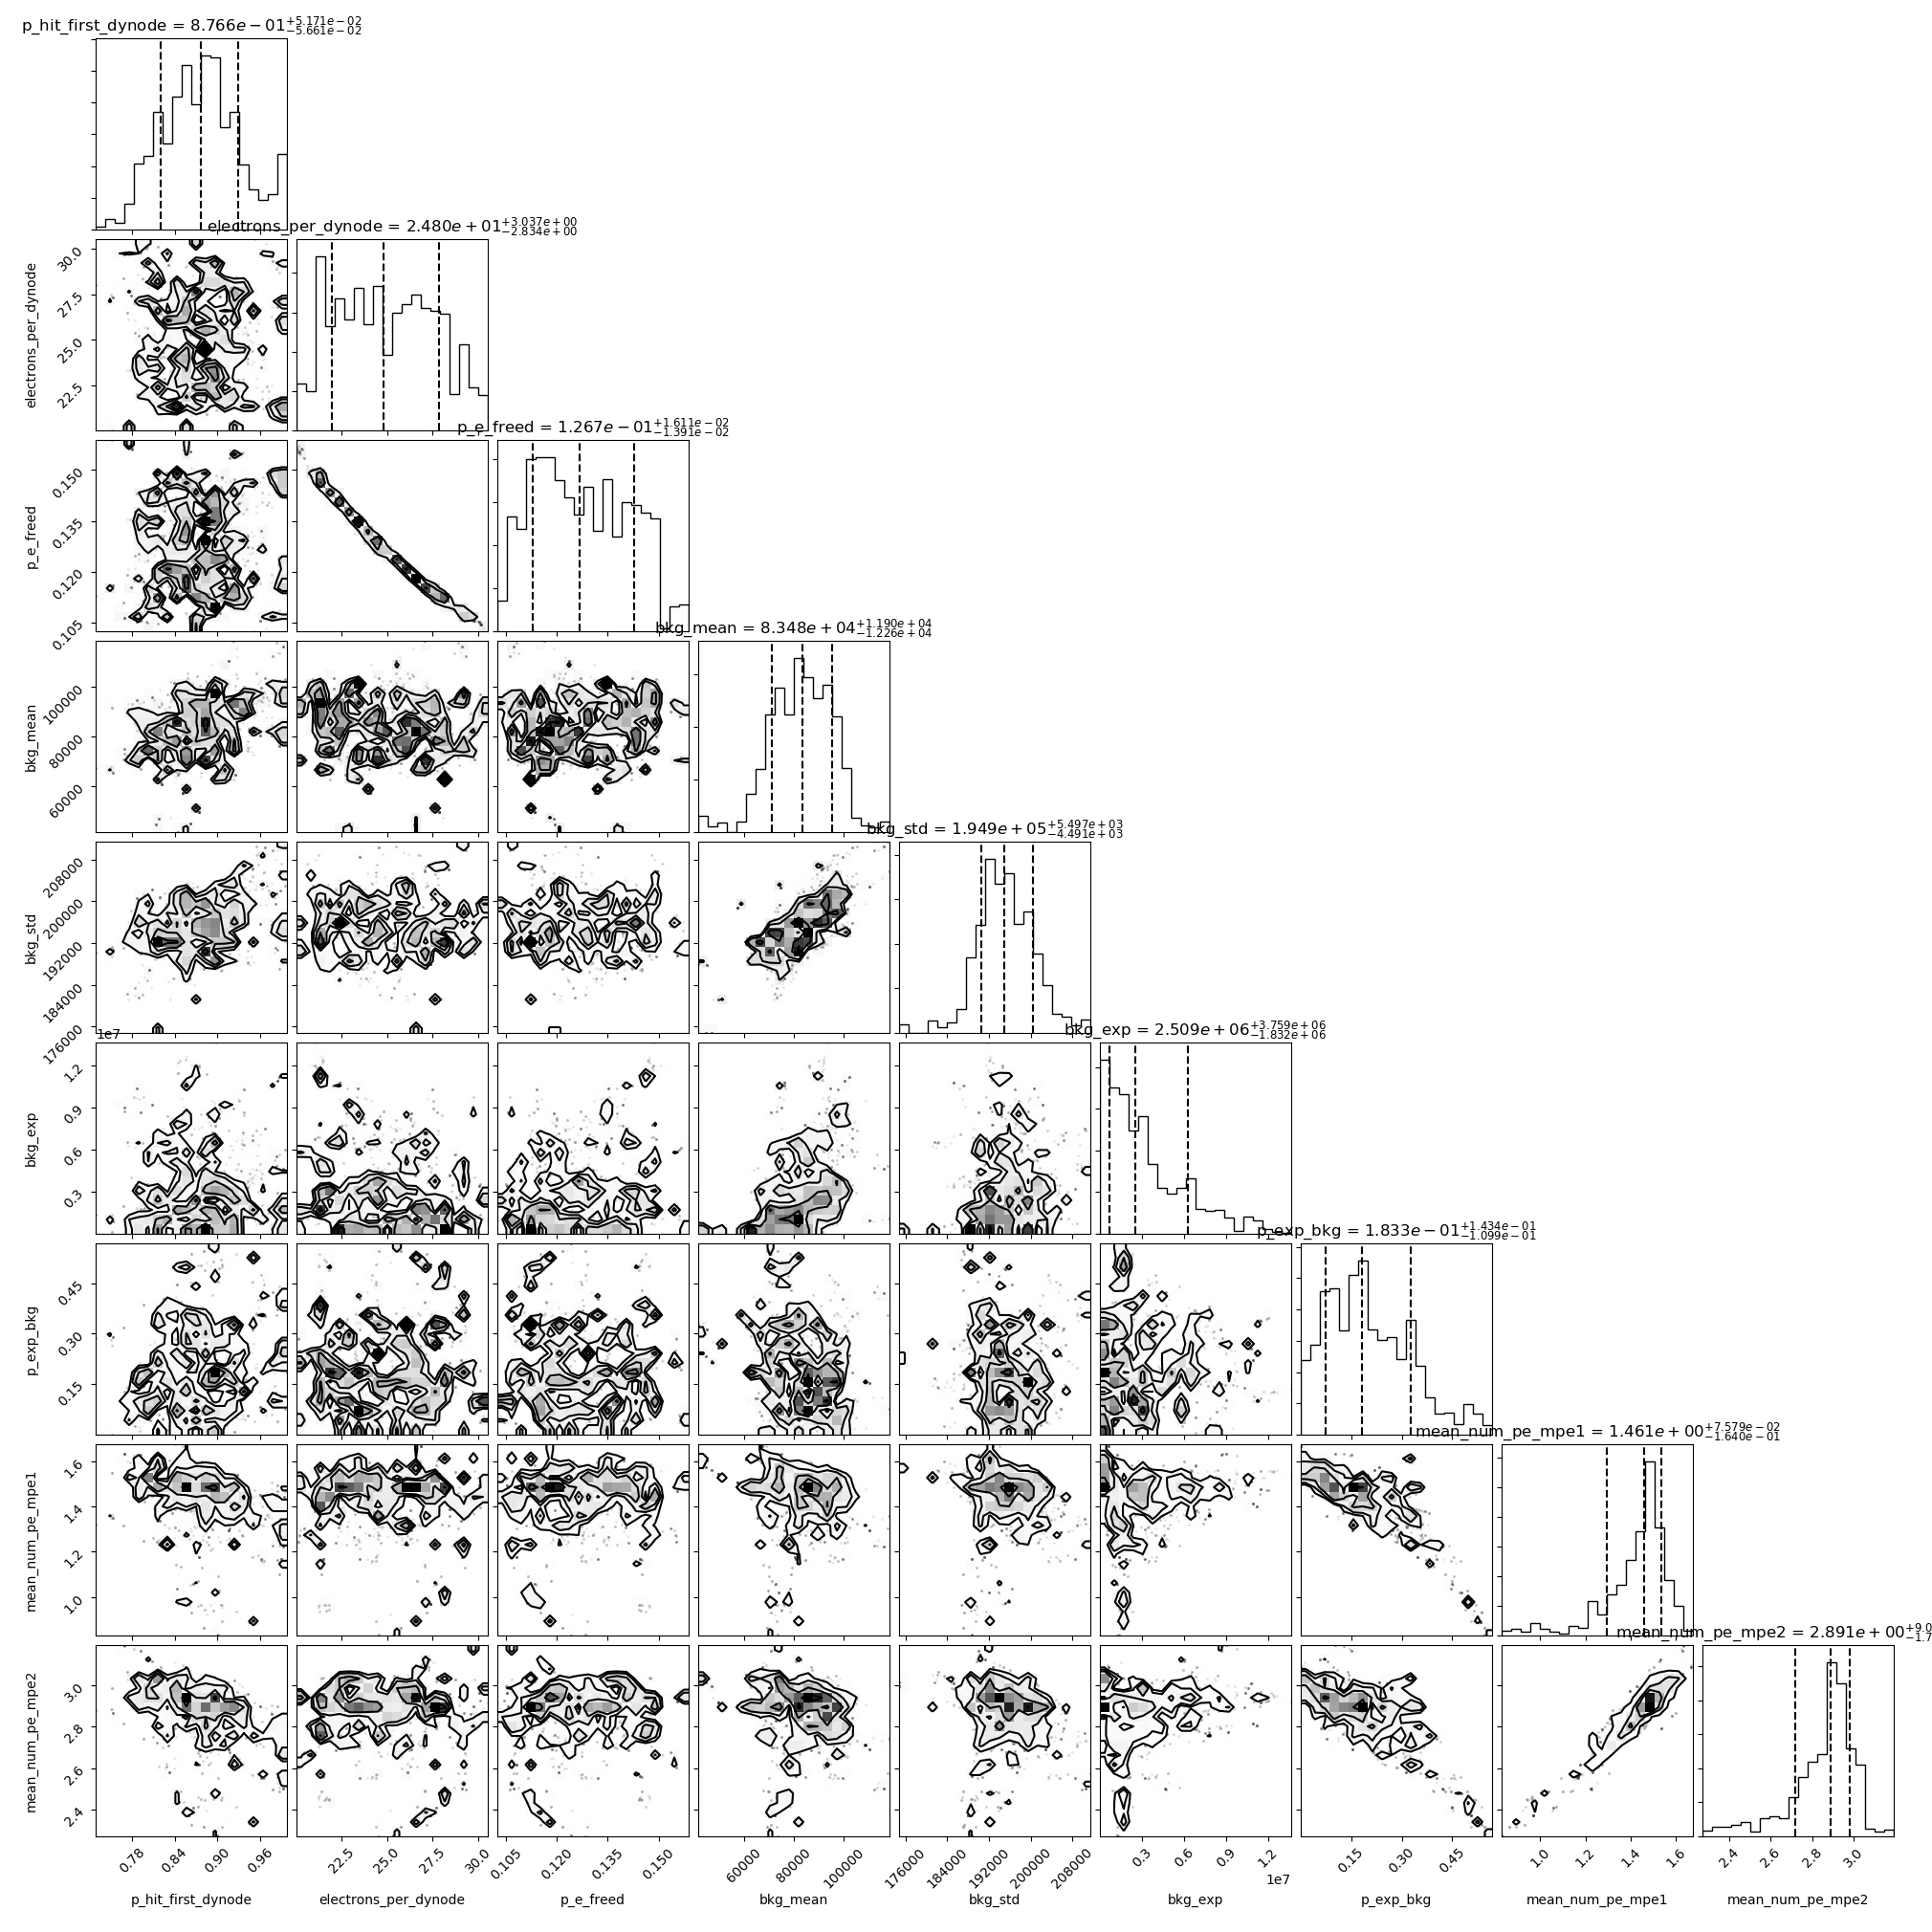 p_hit_first_dynode = 8.766e−01 +5.171e−02 −5.661e−02
electrons_per_dynode = 2.480e+01 +3.037e+00 −2.834e+00
30.0
27.5
25.0
22.5
electrons_per_dynode
p_e_freed = 1.267e−01 +1.611e−02 −1.391e−02
0.150
0.135
0.120
0.105
p_e_freed
bkg_mean = 8.348e+04 +1.190e+04 −1.226e+04
100000
80000
60000
bkg_mean
bkg_std = 1.949e+05 +5.497e+03 −4.491e+03
208000
200000
192000
184000
176000
bkg_std
1e7
bkg_exp = 2.509e+06 +3.759e+06 −1.832e+06
1.2
0.9
0.6
0.3
bkg_exp
p_exp_bkg = 1.833e−01 +1.434e−01 −1.099e−01
0.45
0.30
0.15
p_exp_bkg
mean_num_pe_mpe1 = 1.461e+00 +7.579e−02 −1.640e−01
1.6
1.4
1.2
1.0
mean_num_pe_mpe1
mean_num_pe_mpe2 = 2.891e+00 +9.0 −1.7
3.0
2.8
2.6
2.4
mean_num_pe_mpe2
0.78 0.84 0.90 0.96
22.5 25.0 27.5 30.0
0.105 0.120 0.135 0.150
60000 80000 100000
176000 184000 192000 200000 208000
0.3 0.6 0.9 1.2
1e7
0.15 0.30 0.45
1.0 1.2 1.4 1.6
2.4 2.6 2.8 3.0
p_hit_first_dynode
electrons_per_dynode
p_e_freed
bkg_mean
bkg_std
bkg_exp
p_exp_bkg
mean_num_pe_mpe1
mean_num_pe_mpe2